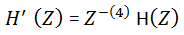 H′ (Z) = Z⁻⁽⁴⁾ H(Z)